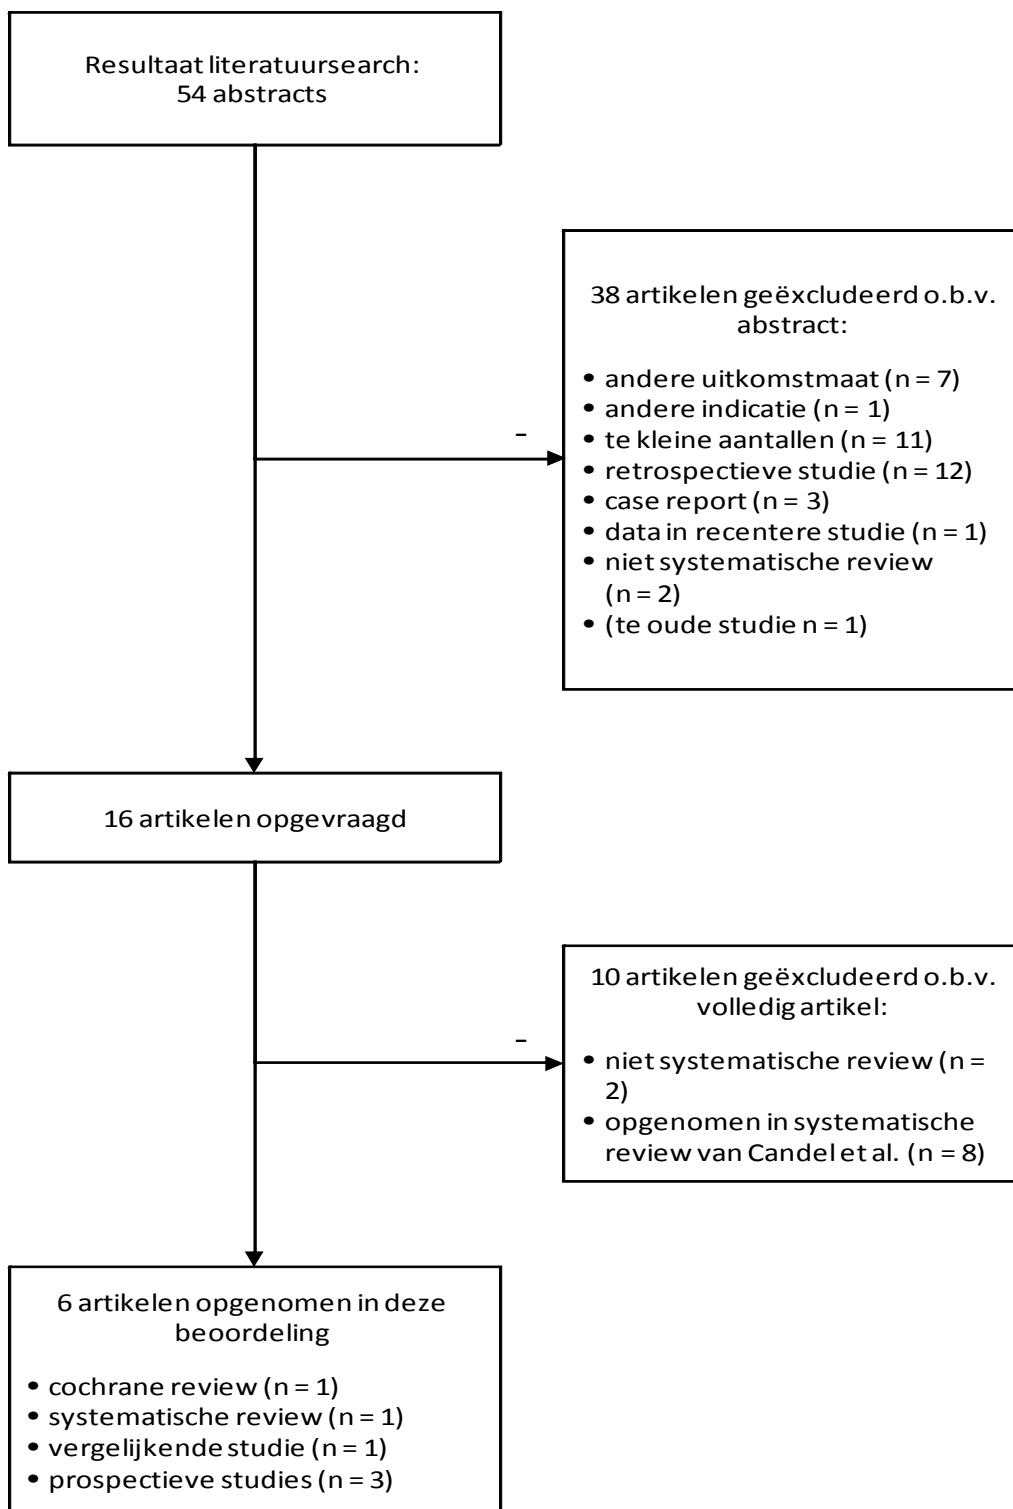 Resultaat literatuursearch:
54 abstracts
38 artikelen geëxcludeerd o.b.v.
abstract:
• andere uitkomstmaat (n = 7)
• andere indicatie (n = 1)
• te kleine aantallen (n = 11)
• retrospectieve studie (n = 12)
• case report (n = 3)
• data in recentere studie (n = 1)
• niet systematische review
(n = 2)
• (te oude studie n = 1)
–
16 artikelen opgevraagd
10 artikelen geëxcludeerd o.b.v.
volledig artikel:
• niet systematische review (n =
2)
• opgenomen in systematische
review van Candel et al. (n = 8)
–
6 artikelen opgenomen in deze
beoordeling
• cochrane review (n = 1)
• systematische review (n = 1)
• vergelijkende studie (n = 1)
• prospectieve studies (n = 3)